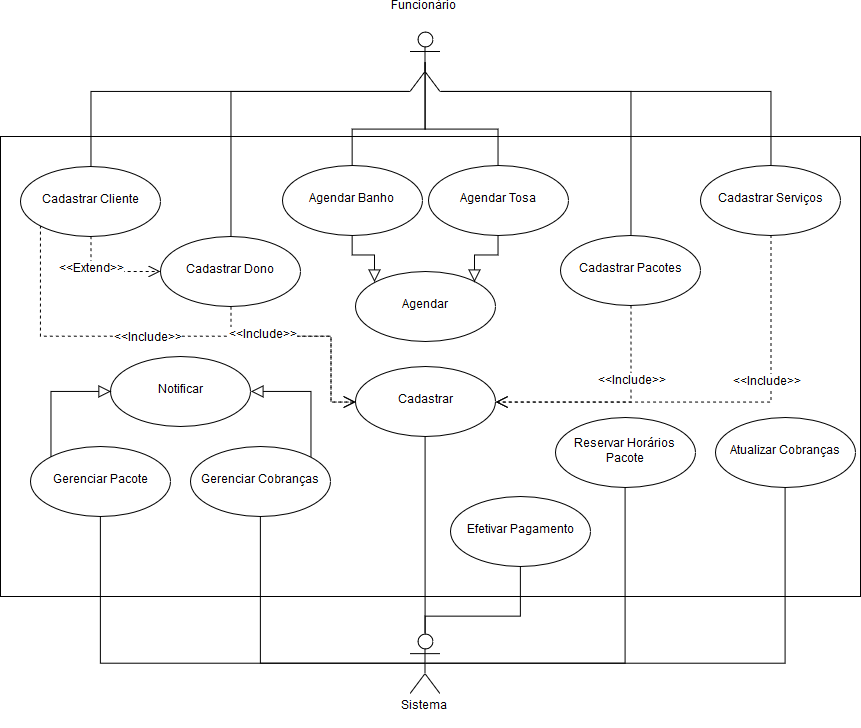 Funcionário
Cadastrar Cliente
Agendar Banho
Agendar Tosa
Cadastrar Serviços
<<Extend>>
Cadastrar Dono
Cadastrar Pacotes
Agendar
<<Include>>
<<Include>>
Notificar
Cadastrar
<<Include>>
<<Include>>
Reservar Horários
Pacote
Atualizar Cobranças
Gerenciar Pacote
Gerenciar Cobranças
Efetivar Pagamento
Sistema